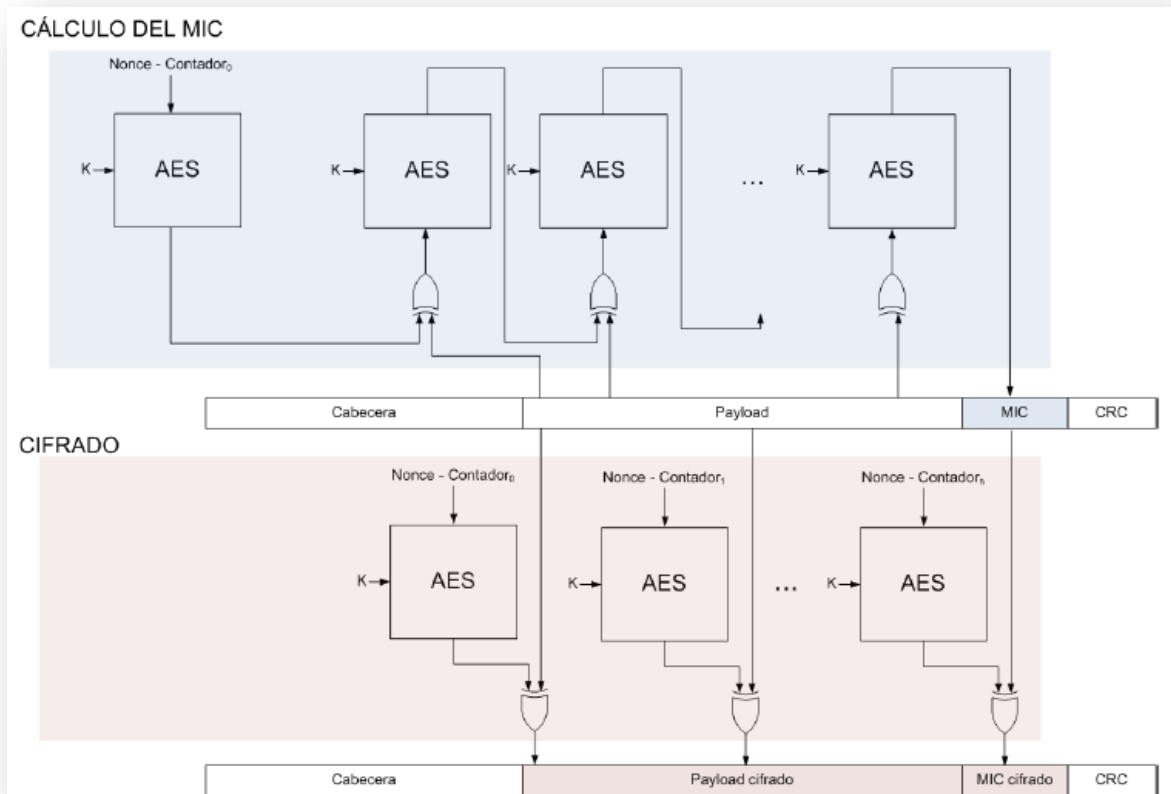 CÁLCULO DEL MIC
Nonce - Contador₀
K
AES
K
AES
K
AES
...
K
AES
Cabecera
Payload
MIC
CRC
CIFRADO
Nonce - Contador₀
Nonce - Contador₁
Nonce - Contadorₙ
K
AES
K
AES
...
K
AES
Cabecera
Payload cifrado
MIC cifrado
CRC